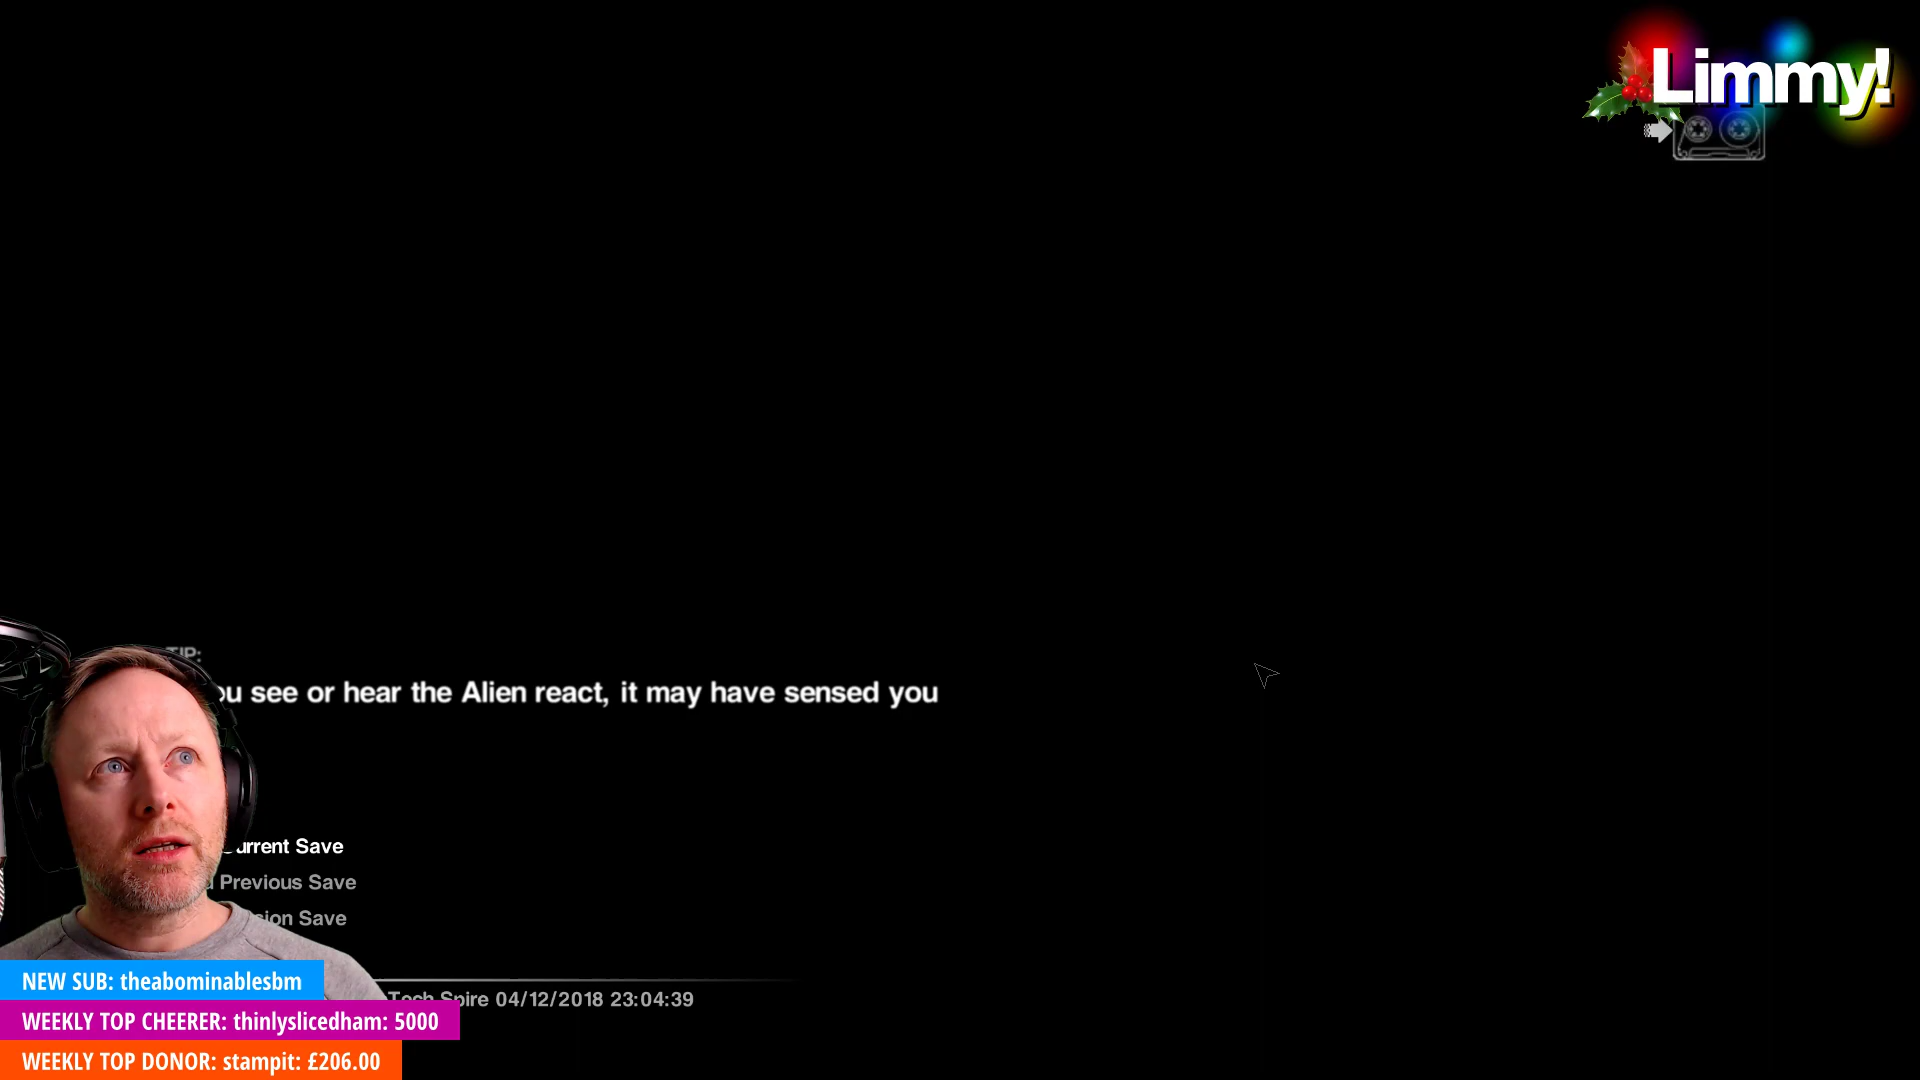 Limmy!
TIP:
ou see or hear the Alien react, it may have sensed you
urrent Save
Previous Save
sion Save
Tech Spire 04/12/2018 23:04:39
NEW SUB: theabominablesbm
WEEKLY TOP CHEERER: thinlyslicedham: 5000
WEEKLY TOP DONOR: stampit: £206.00